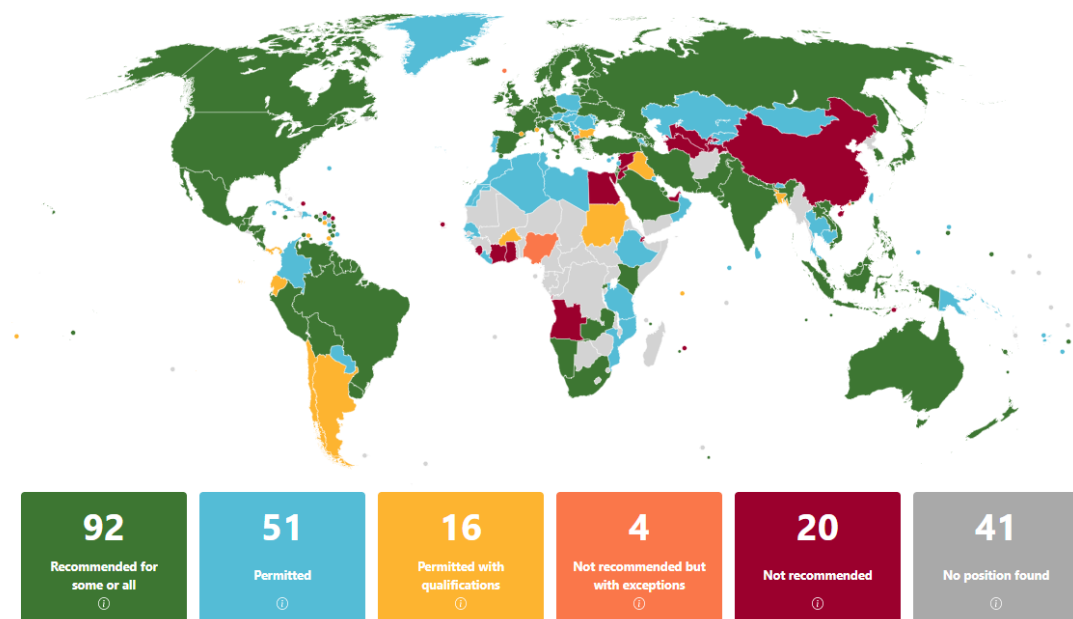 92
Recommended for
some or all
51
Permitted
16
Permitted with
qualifications
4
Not recommended but
with exceptions
20
Not recommended
41
No position found